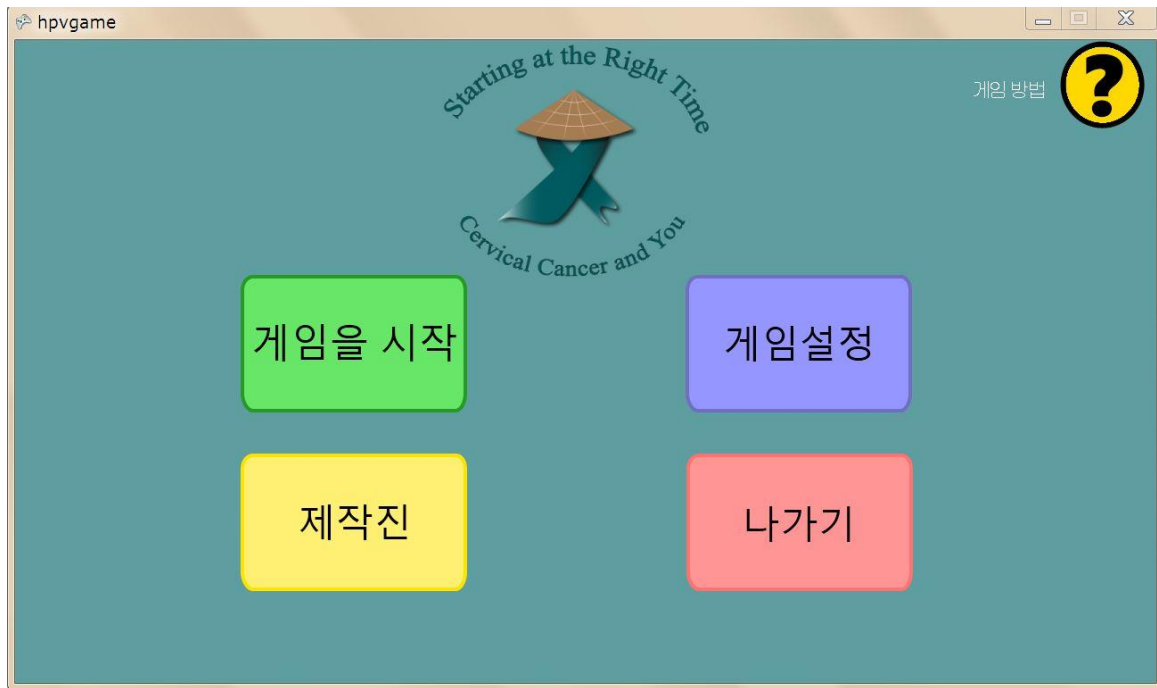 hpvgame
Starting at the Right Time
게임 방법
?
Cervical Cancer and You
게임을 시작
게임설정
제작진
나가기